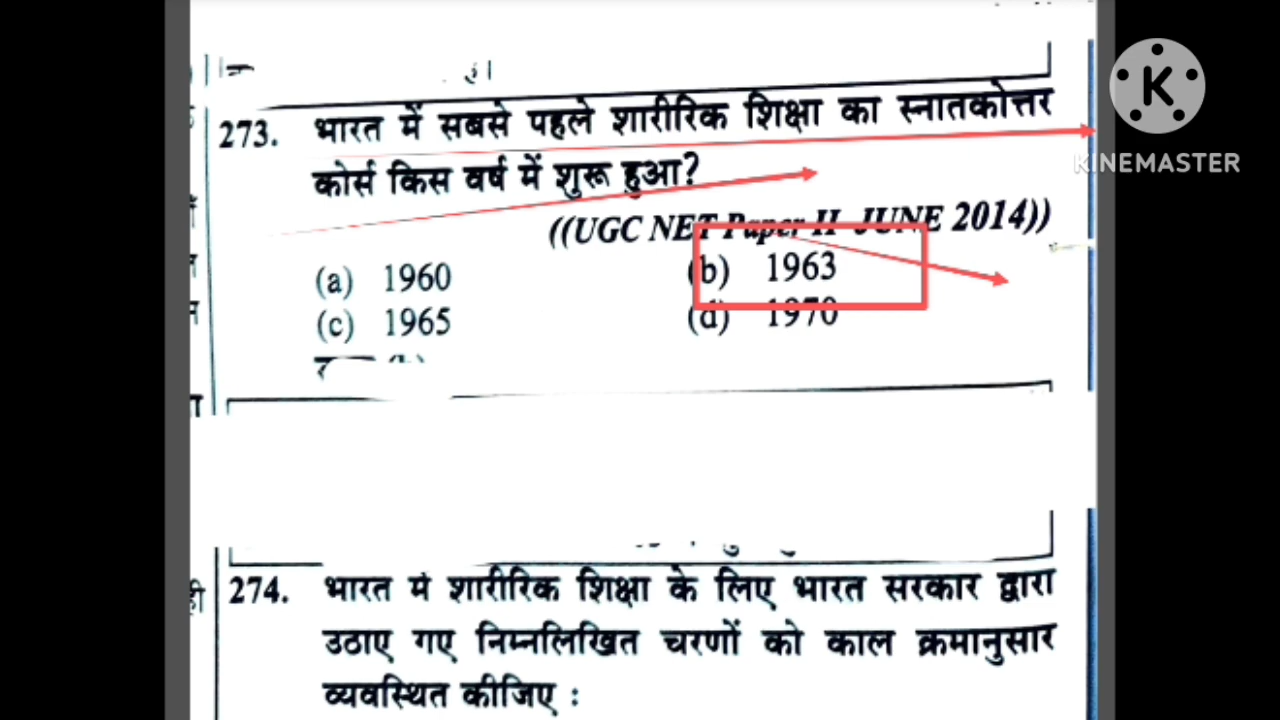 273. भारत में सबसे पहले शारीरिक शिक्षा का स्नातकोत्तर
कोर्स किस वर्ष में शुरू हुआ?
((UGC NET Paper II JUNE 2014))
(a) 1960 (b) 1963
(c) 1965 (d) 1970
274. भारत में शारीरिक शिक्षा के लिए भारत सरकार द्वारा
उठाए गए निम्नलिखित चरणों को काल क्रमानुसार
व्यवस्थित कीजिए :
K
KINEMASTER